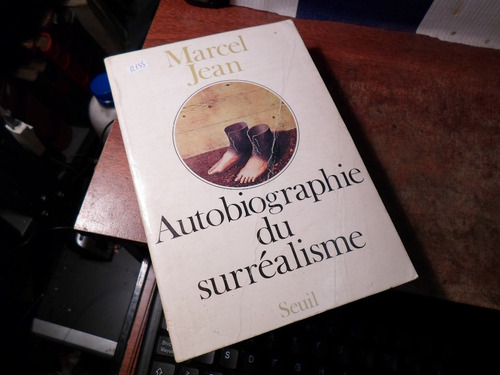 Marcel
Jean
Autobiographie
du
surréalisme
Seuil